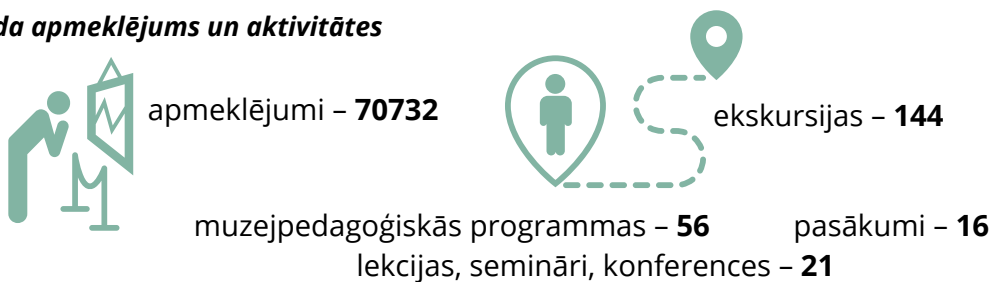 da apmeklējums un aktivitātes
apmeklējumi – 70732
ekskursijas – 144
muzejpedagoģiskās programmas – 56
pasākumi – 16
lekcijas, semināri, konferences – 21